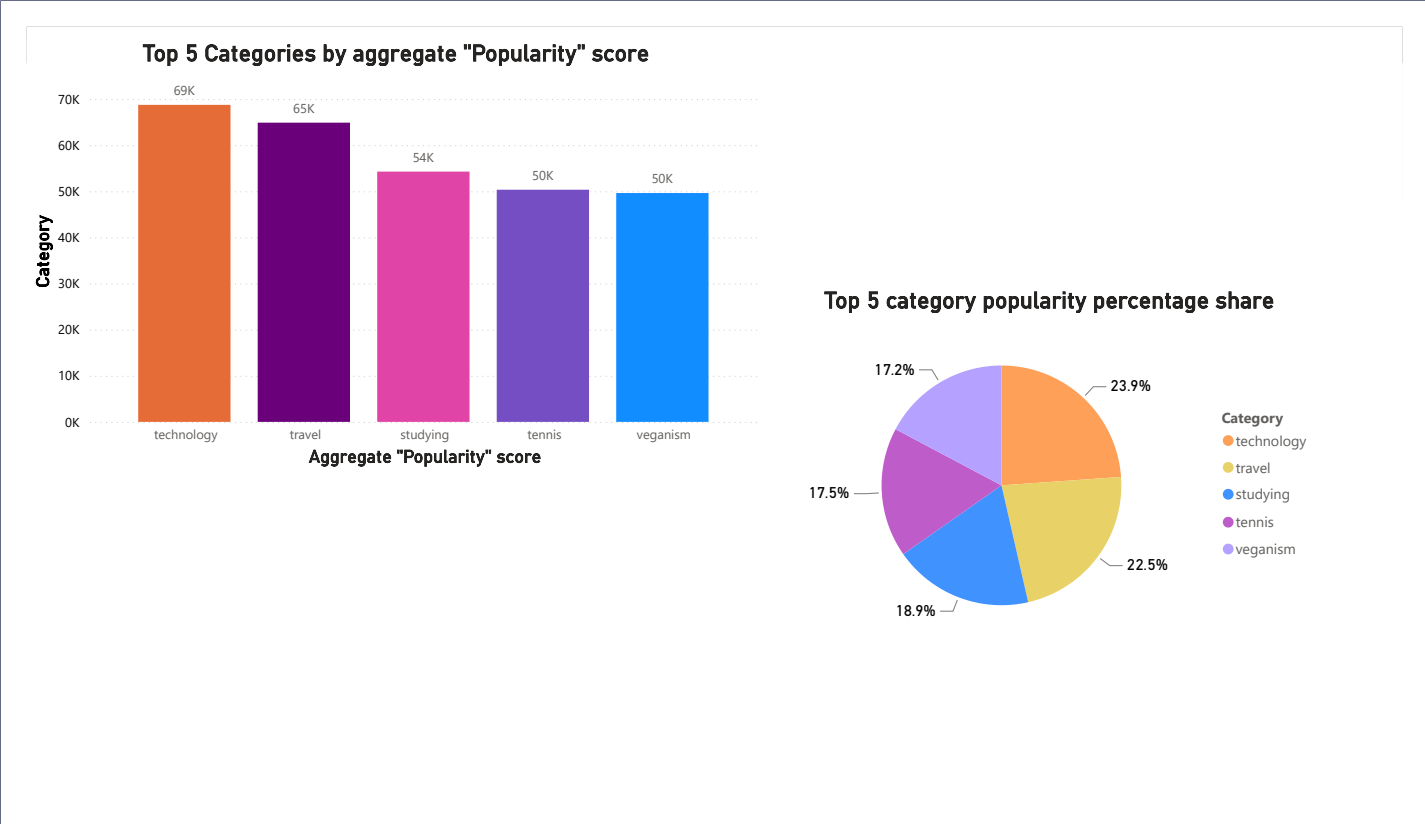 Top 5 Categories by aggregate "Popularity" score
69K
65K
54K
50K
50K
70K
60K
50K
40K
30K
20K
10K
0K
Category
technology
travel
studying
tennis
veganism
Aggregate "Popularity" score
Top 5 category popularity percentage share
17.2%
23.9%
17.5%
22.5%
18.9%
Category
technology
travel
studying
tennis
veganism